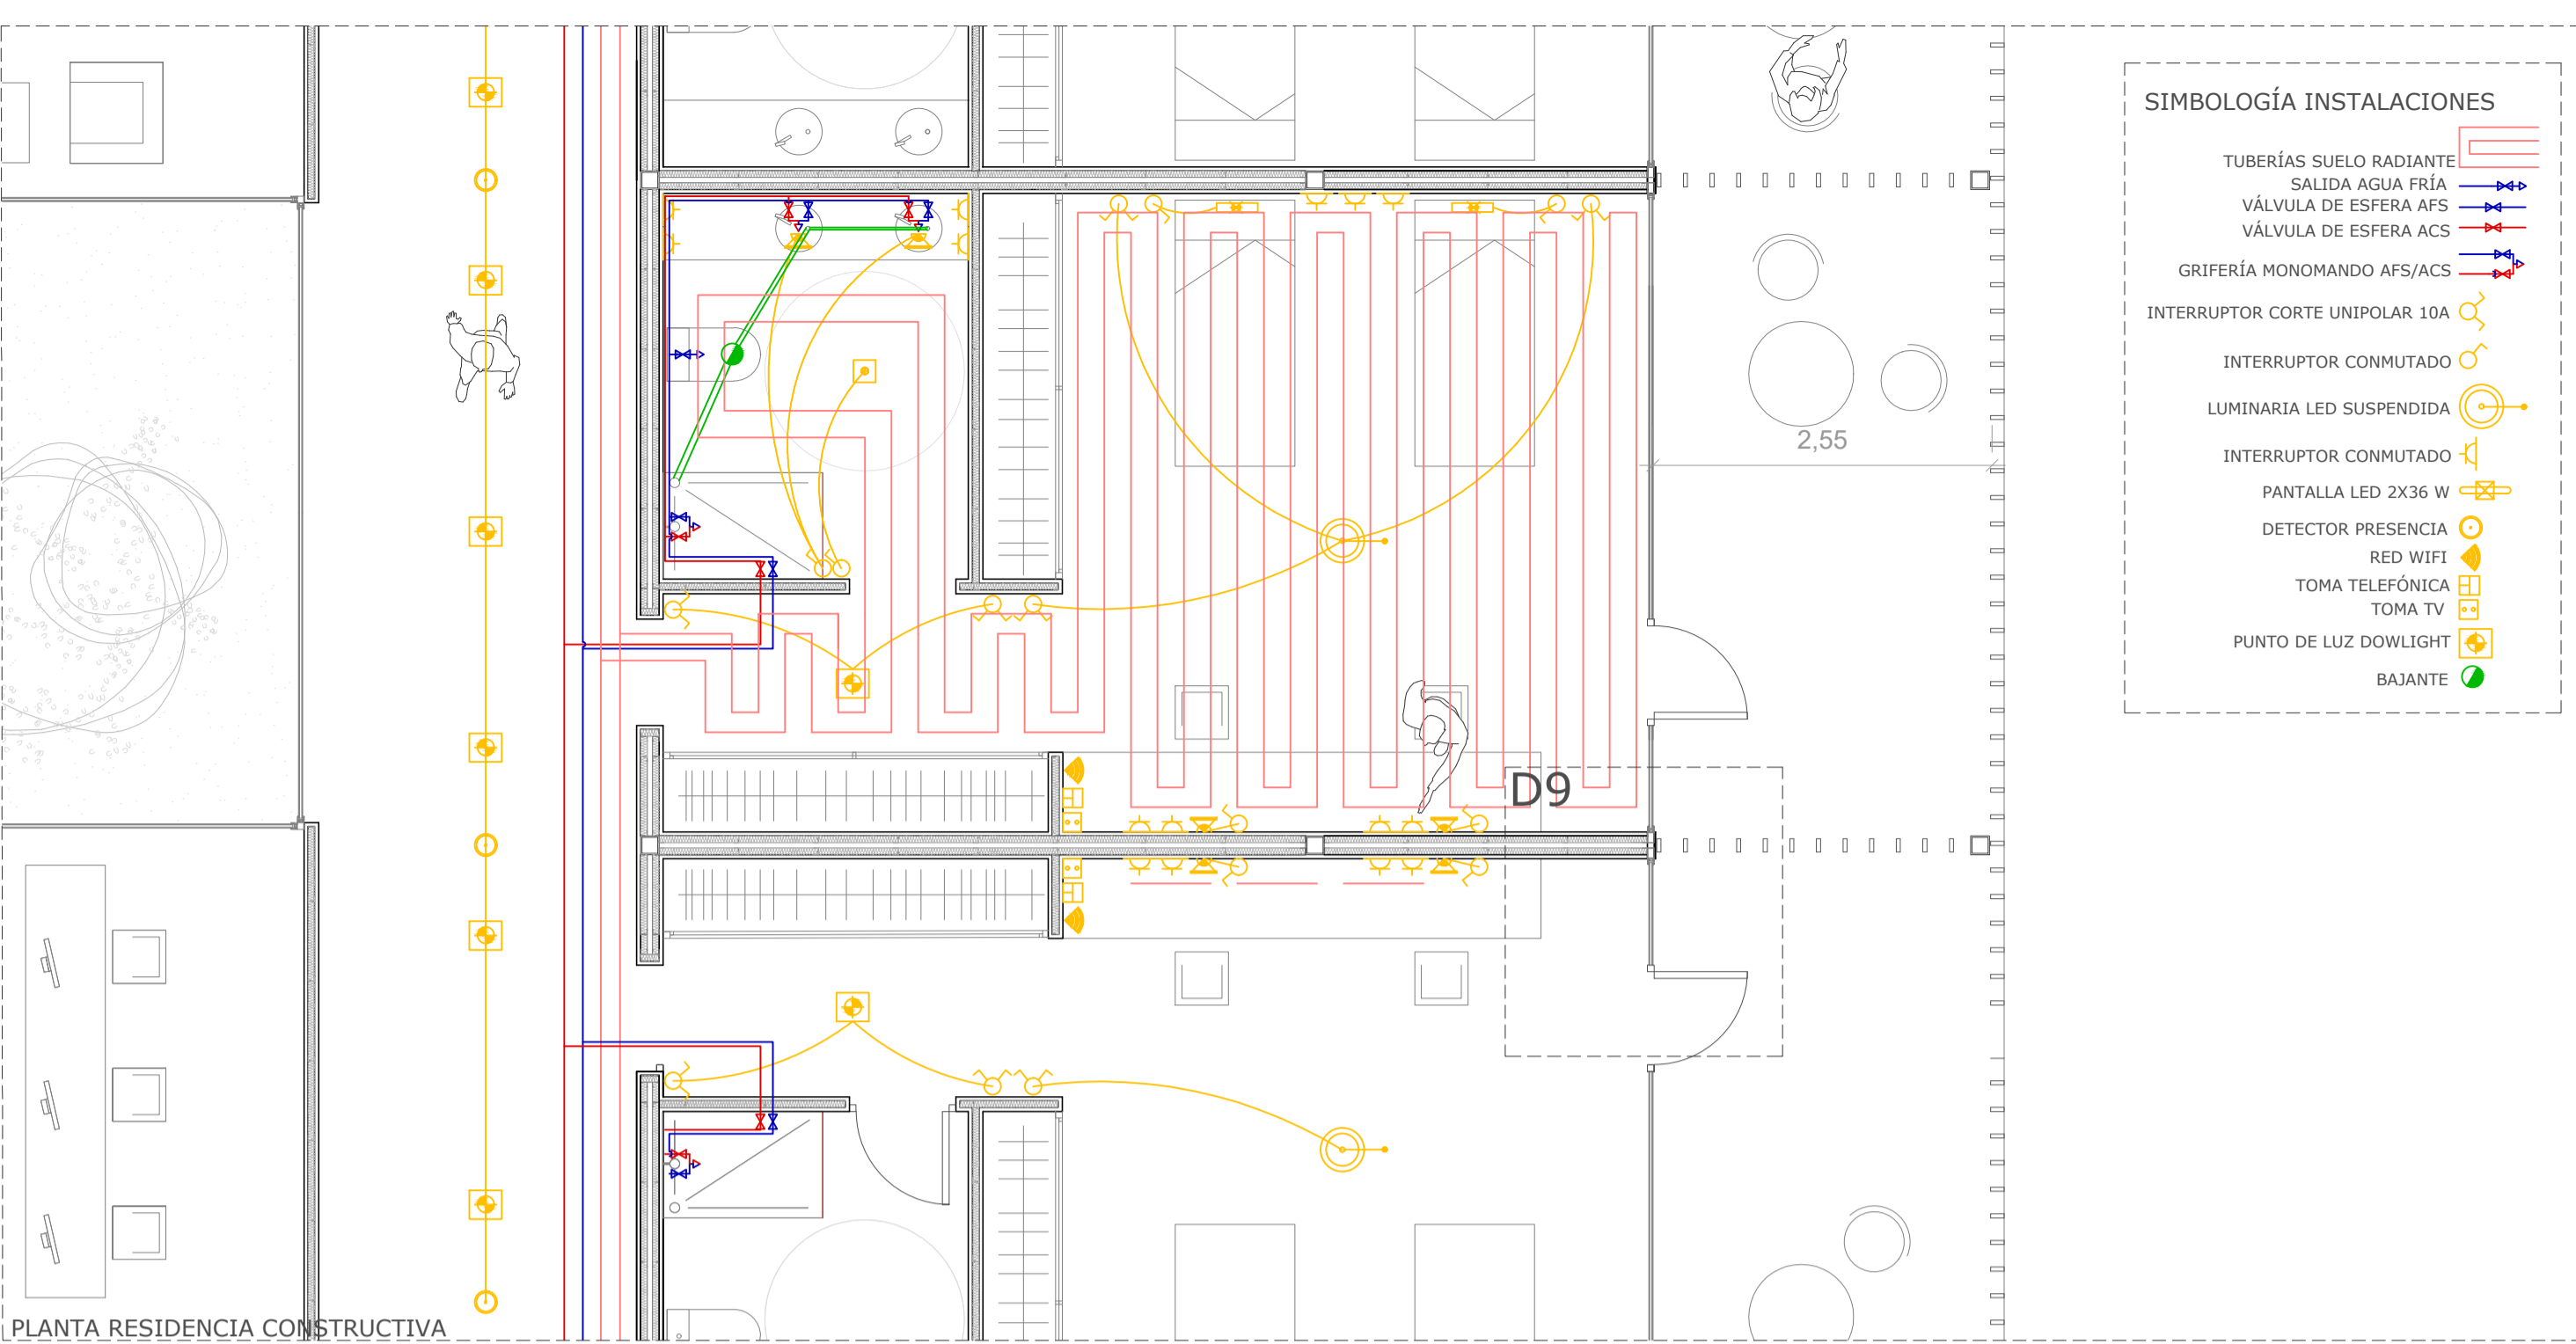 SIMBOLOGÍA INSTALACIONES
TUBERÍAS SUELO RADIANTE
SALIDA AGUA FRÍA
VÁLVULA DE ESFERA AFS
VÁLVULA DE ESFERA ACS
GRIFERÍA MONOMANDO AFS/ACS
INTERRUPTOR CORTE UNIPOLAR 10A
INTERRUPTOR CONMUTADO
LUMINARIA LED SUSPENDIDA
INTERRUPTOR CONMUTADO
PANTALLA LED 2X36 W
DETECTOR PRESENCIA
RED WIFI
TOMA TELEFÓNICA
TOMA TV
PUNTO DE LUZ DOWLIGHT
BAJANTE
2,55
D9
PLANTA RESIDENCIA CONSTRUCTIVA